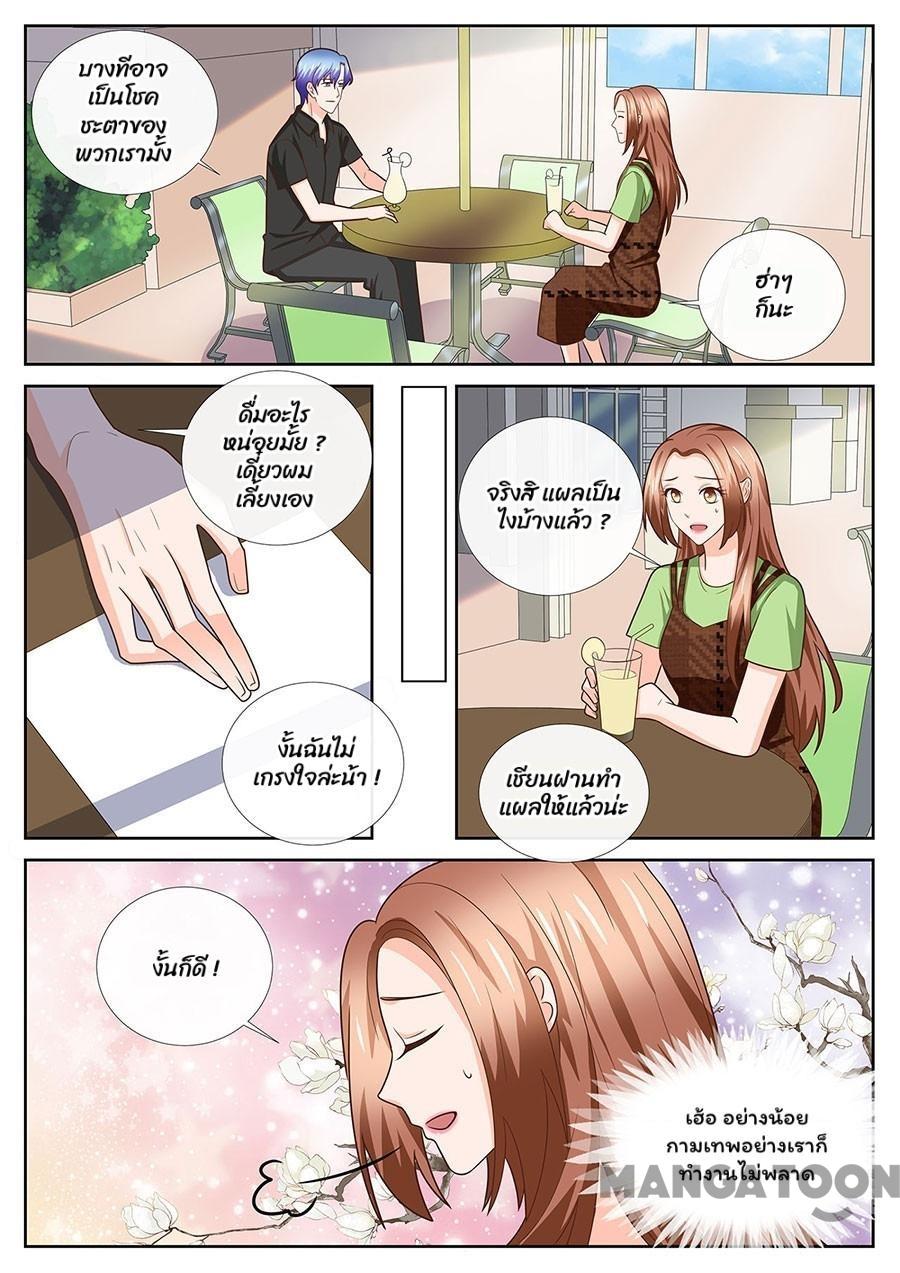 บางทีอาจ
เป็นโชค
ชะตาของ
พวกเรามั้ง
ฮ่าๆ
ก็นะ
ดื่มอะไร
หน่อยมั้ย ?
เดี๋ยวผม
เลี้ยงเอง
งั้นฉันไม่
เกรงใจล่ะน้า !
จริงสิ แผลเป็น
ไงบ้างแล้ว ?
เชียนฝานทำ
แผลให้แล้วน่ะ
งั้นก็ดี !
เฮ้อ อย่างน้อย
กามเทพอย่างเราก็
ทำงานไม่พลาด
MANGATOON